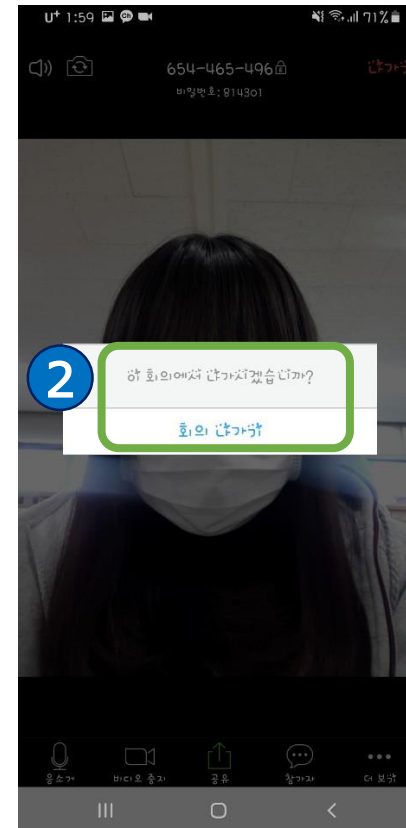 U+ 1:59 71%
654-465-496 나가기
비밀번호: 814301
2
이 회의에서 나가시겠습니까?
회의 나가기
음소거 비디오 중지 공유 참가자 더 보기